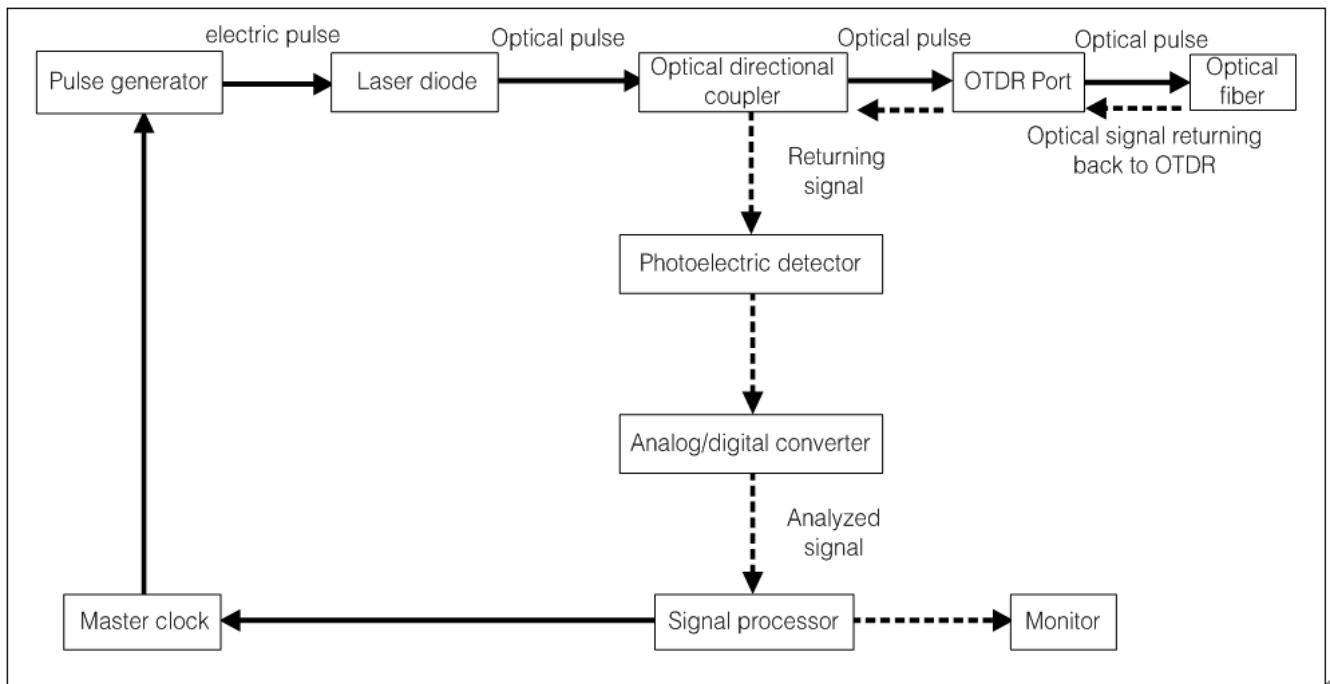 electric pulse
Optical pulse
Optical pulse
Optical pulse
Pulse generator
Laser diode
Optical directional
coupler
OTDR Port
Optical
fiber
Returning
signal
Optical signal returning
back to OTDR
Photoelectric detector
Analog/digital converter
Analyzed
signal
Master clock
Signal processor
Monitor